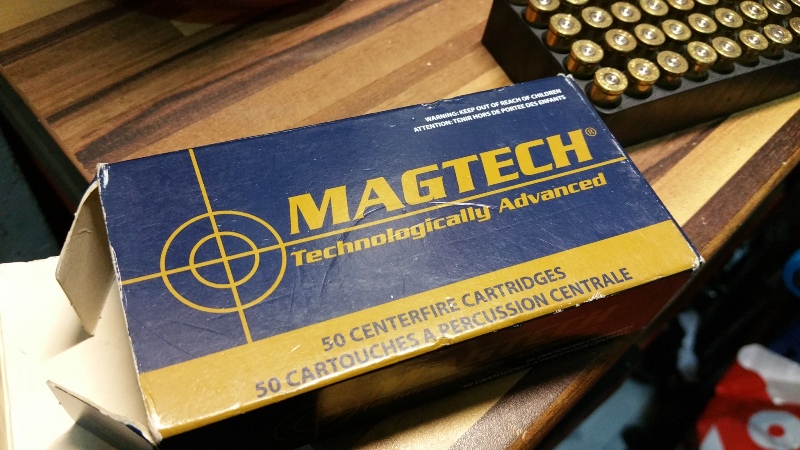 WARNING: KEEP OUT OF REACH OF CHILDREN
ATTENTION: TENIR HORS DE PORTEE DES ENFANTS
MAGTECH®
Technologically Advanced
50 CENTERFIRE CARTRIDGES
50 CARTOUCHES A PERCUSSION CENTRALE